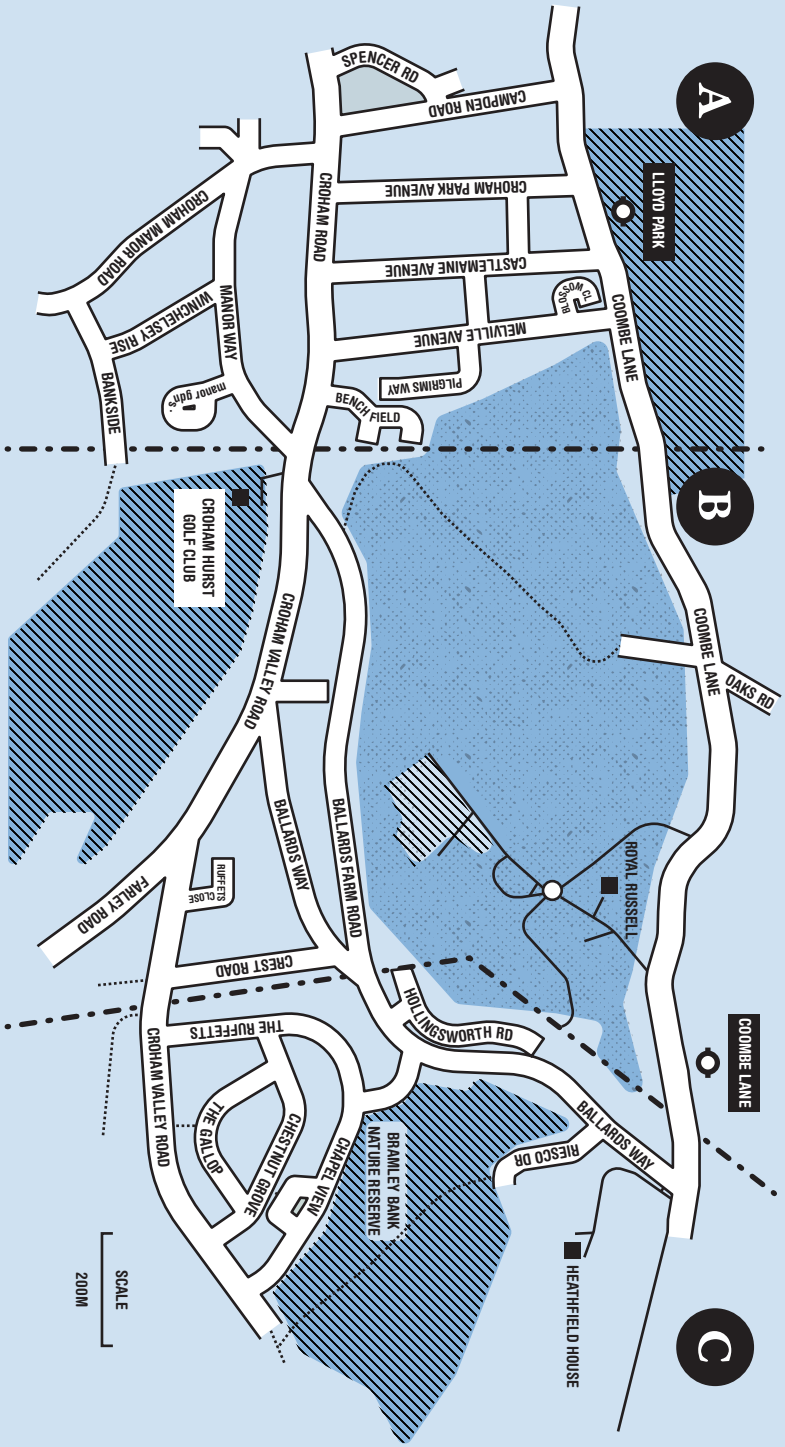 A
B
C
LLOYD PARK
COOMBE LANE
SPENCER RD
CAMPDEN ROAD
CROHAM PARK AVENUE
CASTLEMAINE AVENUE
BLOS
SOM CL
MELVILLE AVENUE
COOMBE LANE
COOMBE LANE
OAKS RD
CROHAM ROAD
PILGRIMS WAY
BENCH FIELD
CROHAM MANOR ROAD
MANOR WAY
WINCHELSEY RISE
manor gdn's.
BANKSIDE
CROHAM HURST
GOLF CLUB
CROHAM VALLEY ROAD
BALLARDS WAY
BALLARDS FARM ROAD
ROYAL RUSSELL
FARLEY ROAD
RUFFETS
CLOSE
CREST ROAD
HOLLINGSWORTH RD
THE RUFFETTS
CROHAM VALLEY ROAD
THE GALLOP
CHESTNUT GROVE
CHAPEL VIEW
BRAMLEY BANK
NATURE RESERVE
BALLARDS WAY
RIESCO DR
HEATHFIELD HOUSE
SCALE
200M